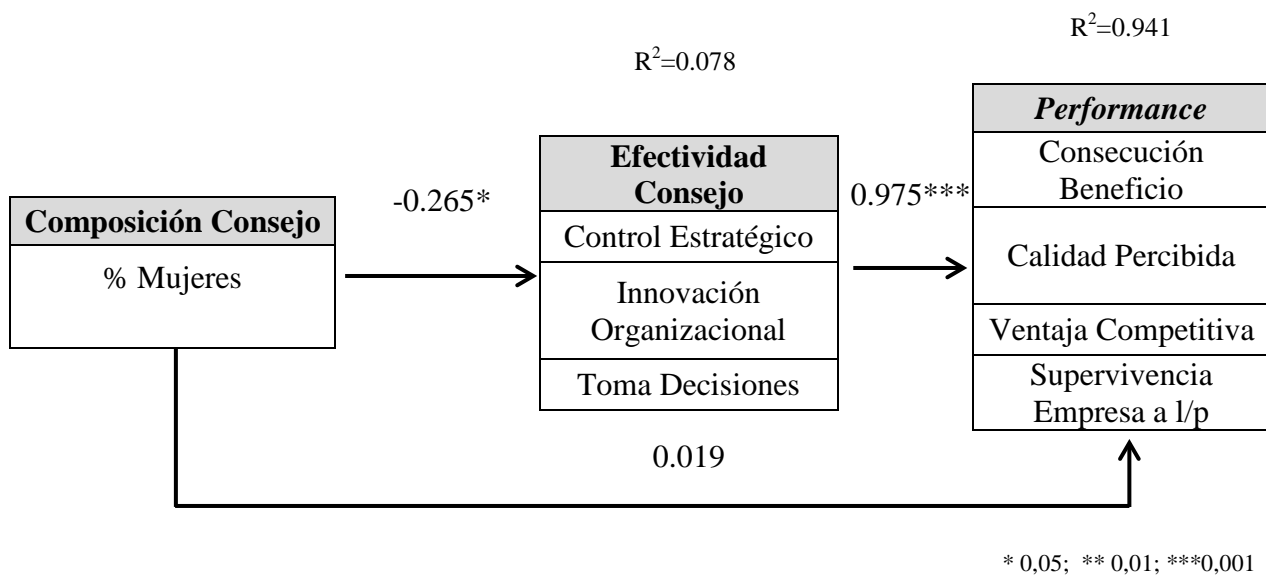 R²=0.941
R²=0.078
Performance
Consecución
Beneficio
Calidad Percibida
Ventaja Competitiva
Supervivencia
Empresa a l/p
Efectividad
Consejo
Control Estratégico
Innovación
Organizacional
Toma Decisiones
0.975***
-0.265*
Composición Consejo
% Mujeres
0.019
* 0,05;  ** 0,01; ***0,001